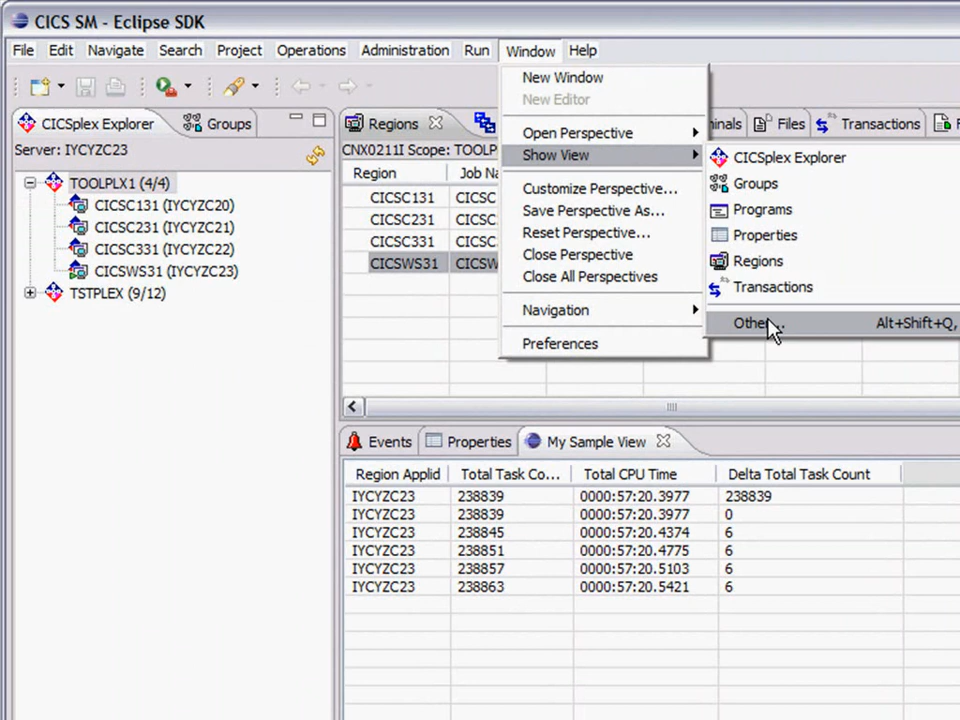 CICS SM - Eclipse SDK
File Edit Navigate Search Project Operations Administration Run Window Help
New Window
New Editor
Open Perspective
Show View
Customize Perspective...
Save Perspective As...
Reset Perspective...
Close Perspective
Close All Perspectives
Navigation
Preferences
CICSplex Explorer
Groups
Programs
Properties
Regions
Transactions
Alt+Shift+Q,
CICSplex Explorer Groups
Server: IYCYZC23
TOOLPLX1 (4/4)
CICSC131 (IYCYZC20)
CICSC231 (IYCYZC21)
CICSC331 (IYCYZC22)
CICSWS31 (IYCYZC23)
TSTPLEX (9/12)
Regions Files Transactions
CNX0211I Scope: TOOLP
Region Job Na
CICSC131 CICSC
CICSC231 CICSC
CICSC331 CICSC
CICSWS31 CICSW
Events Properties My Sample View
Region Applid Total Task Co... Total CPU Time Delta Total Task Count
IYCYZC23 238839 0000:57:20.3977 238839
IYCYZC23 238839 0000:57:20.3977 0
IYCYZC23 238845 0000:57:20.4374 6
IYCYZC23 238851 0000:57:20.4775 6
IYCYZC23 238857 0000:57:20.5103 6
IYCYZC23 238863 0000:57:20.5421 6